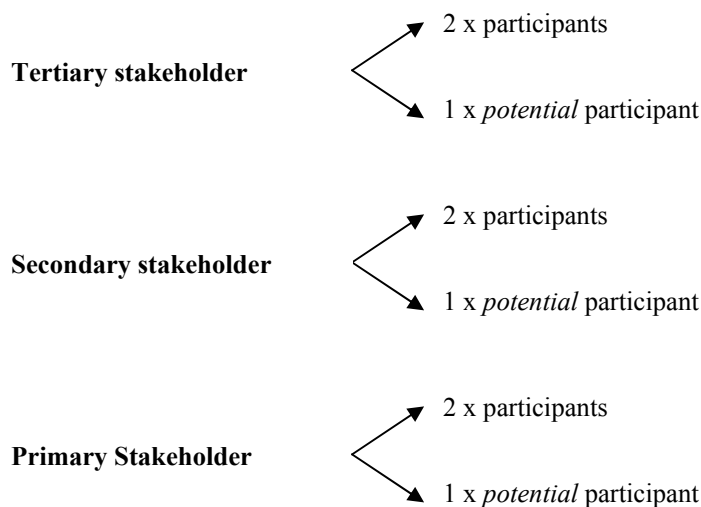 2 x participants
Tertiary stakeholder
1 x potential participant
2 x participants
Secondary stakeholder
1 x potential participant
2 x participants
Primary Stakeholder
1 x potential participant